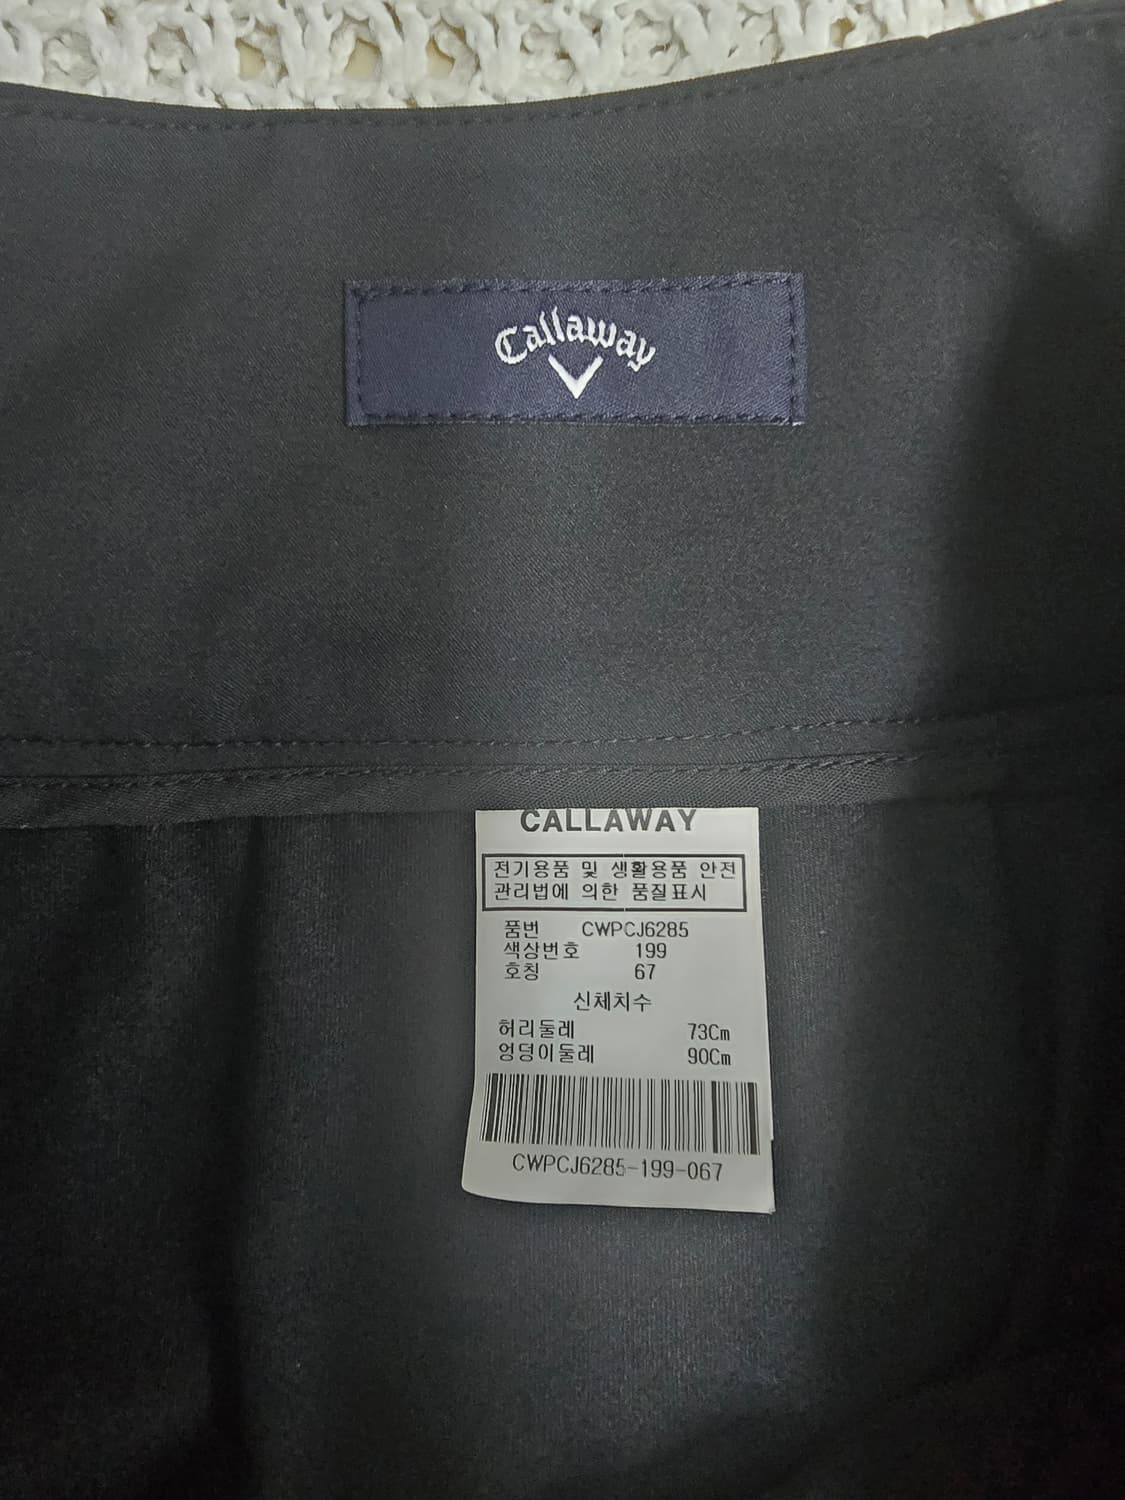 Callaway
CALLAWAY
전기용품 및 생활용품 안전
관리법에 의한 품질표시
품번 CWPCJ6285
색상번호 199
호칭 67
신체치수
허리둘레 73Cm
엉덩이둘레 90Cm
CWPCJ6285-199-067